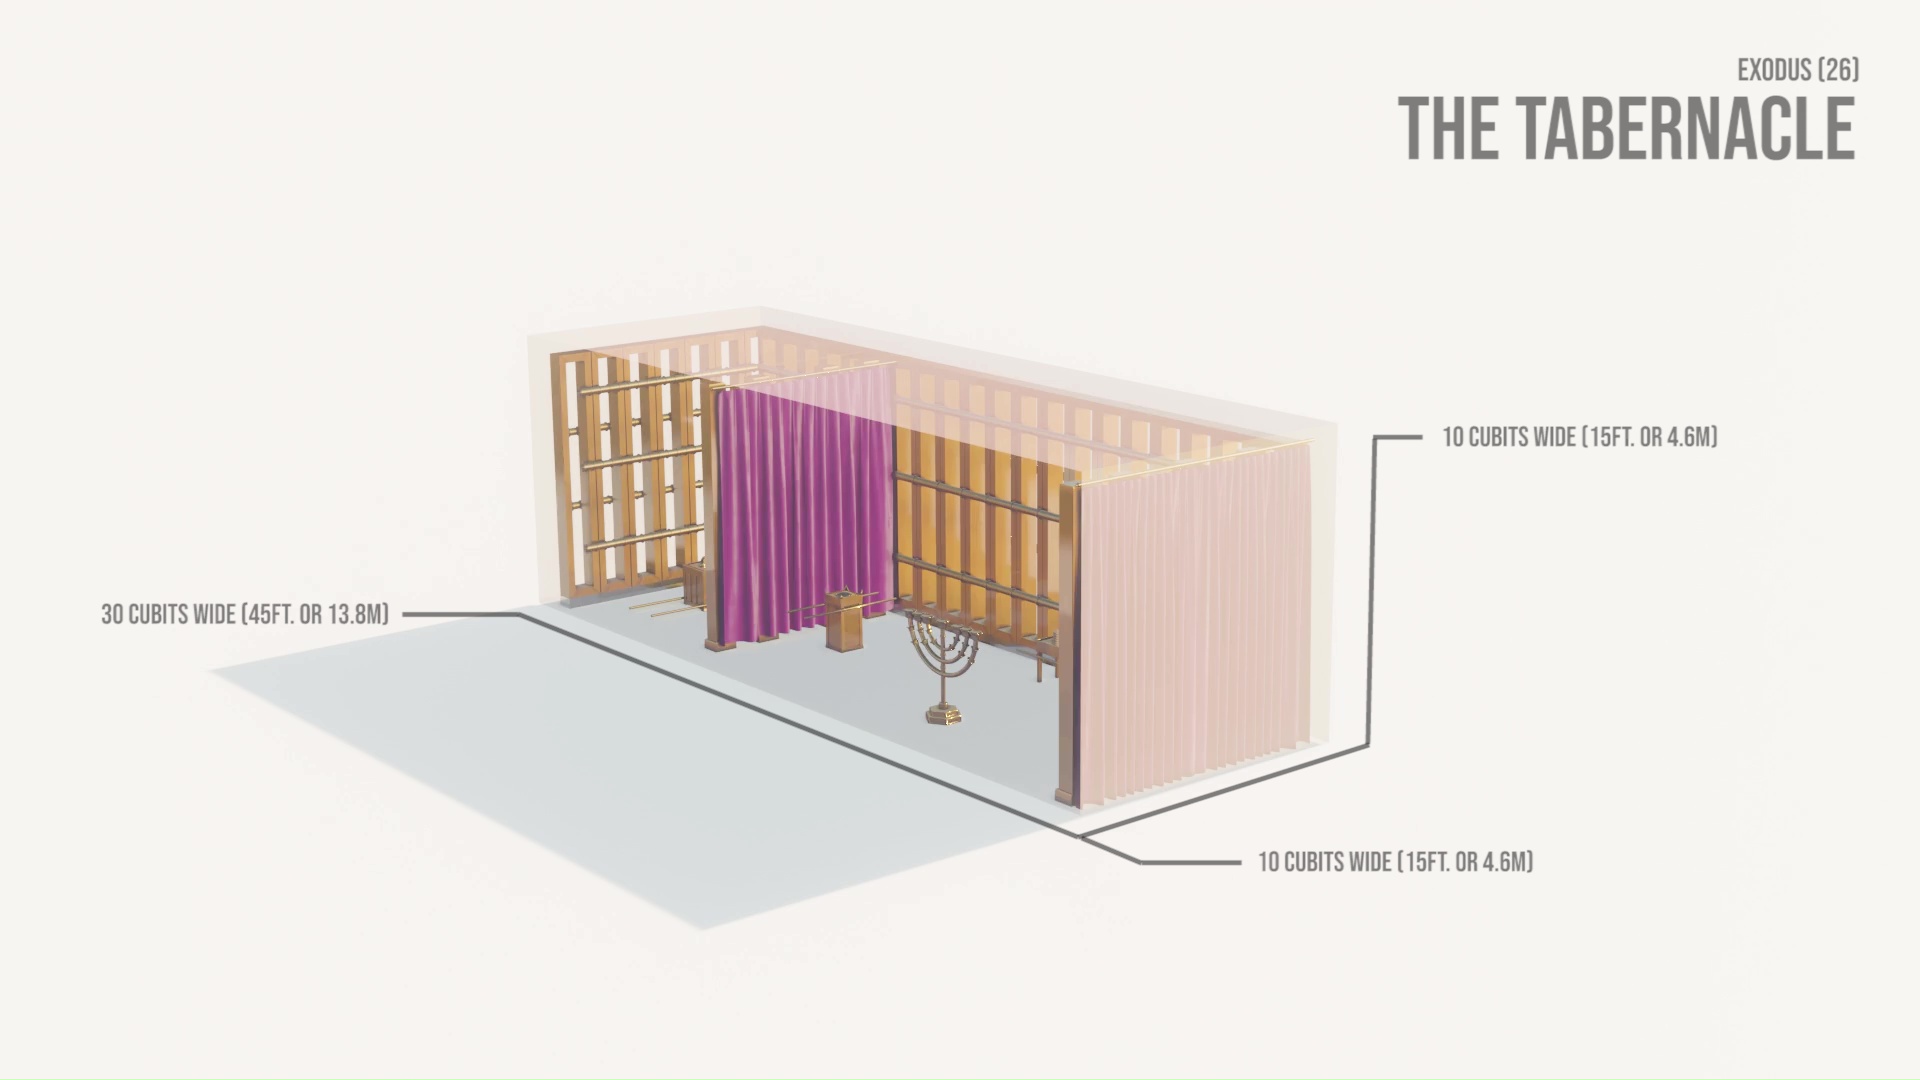 EXODUS (26)
THE TABERNACLE
10 CUBITS WIDE (15FT. OR 4.6M)
30 CUBITS WIDE (45FT. OR 13.8M)
10 CUBITS WIDE (15FT. OR 4.6M)